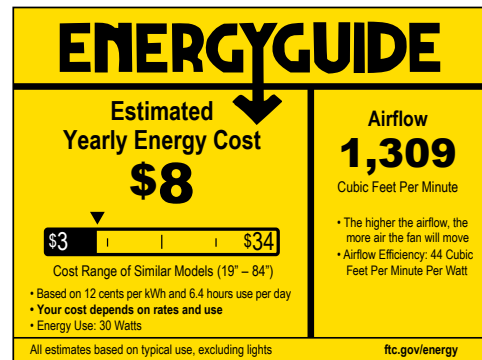 ENERGYGUIDE
Estimated
Yearly Energy Cost
$8
$3
$34
Cost Range of Similar Models (19” – 84”)
• Based on 12 cents per kWh and 6.4 hours use per day
• Your cost depends on rates and use
• Energy Use: 30 Watts
Airflow
1,309
Cubic Feet Per Minute
• The higher the airflow, the
more air the fan will move
• Airflow Efficiency: 44 Cubic
Feet Per Minute Per Watt
All estimates based on typical use, excluding lights
ftc.gov/energy